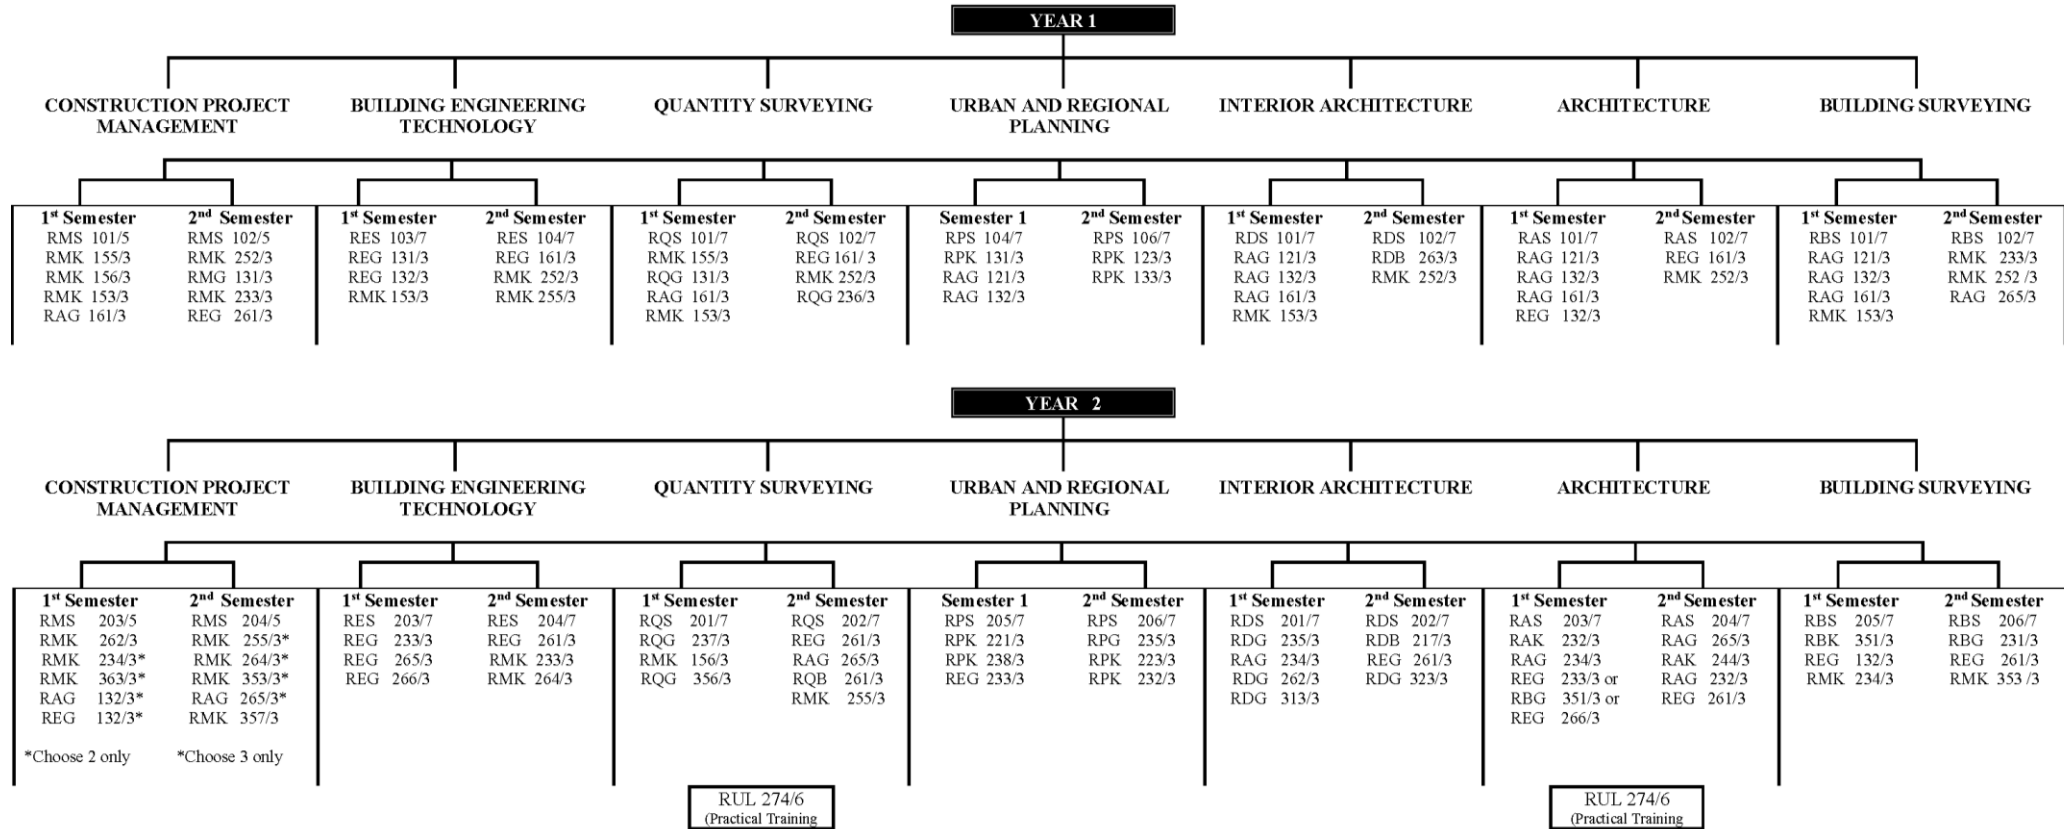 YEAR 1
CONSTRUCTION PROJECT
MANAGEMENT
BUILDING ENGINEERING
TECHNOLOGY
QUANTITY SURVEYING
URBAN AND REGIONAL
PLANNING
INTERIOR ARCHITECTURE
ARCHITECTURE
BUILDING SURVEYING
1st Semester
RMS 101/5
RMK 155/3
RMK 156/3
RMK 153/3
RAG 161/3
2nd Semester
RMS 102/5
RMK 252/3
RMG 131/3
RMK 233/3
REG 261/3
1st Semester
RES 103/7
REG 131/3
REG 132/3
RMK 153/3
2nd Semester
RES 104/7
REG 161/3
RMK 252/3
RMK 255/3
1st Semester
RQS 101/7
RMK 155/3
RQG 131/3
RAG 161/3
RMK 153/3
2nd Semester
RQS 102/7
REG 161/ 3
RMK 252/3
RQG 236/3
Semester 1
RPS 104/7
RPK 131/3
RAG 121/3
RAG 132/3
2nd Semester
RPS 106/7
RPK 123/3
RPK 133/3
1st Semester
RDS 101/7
RAG 121/3
RAG 132/3
RAG 161/3
RMK 153/3
2nd Semester
RDS 102/7
RDB 263/3
RMK 252/3
1st Semester
RAS 101/7
RAG 121/3
RAG 132/3
RAG 161/3
REG 132/3
2nd Semester
RAS 102/7
REG 161/3
RMK 252/3
1st Semester
RBS 101/7
RAG 121/3
RAG 132/3
RAG 161/3
RMK 153/3
2nd Semester
RBS 102/7
RMK 233/3
RMK 252 /3
RAG 265/3
YEAR 2
CONSTRUCTION PROJECT
MANAGEMENT
BUILDING ENGINEERING
TECHNOLOGY
QUANTITY SURVEYING
URBAN AND REGIONAL
PLANNING
INTERIOR ARCHITECTURE
ARCHITECTURE
BUILDING SURVEYING
1st Semester
RMS 203/5
RMK 262/3
RMK 234/3*
RMK 363/3*
RAG 132/3*
REG 132/3*
*Choose 2 only
2nd Semester
RMS 204/5
RMK 255/3*
RMK 264/3*
RMK 353/3*
RAG 265/3*
RMK 357/3
*Choose 3 only
1st Semester
RES 203/7
REG 233/3
REG 265/3
REG 266/3
2nd Semester
RES 204/7
REG 261/3
RMK 233/3
RMK 264/3
1st Semester
RQS 201/7
RQG 237/3
RMK 156/3
RQG 356/3
2nd Semester
RQS 202/7
REG 261/3
RAG 265/3
RQB 261/3
RMK 255/3
Semester 1
RPS 205/7
RPK 221/3
RPK 238/3
REG 233/3
2nd Semester
RPS 206/7
RPG 235/3
RPK 223/3
RPK 232/3
1st Semester
RDS 201/7
RDG 235/3
RAG 234/3
RDG 262/3
RDG 313/3
2nd Semester
RDS 202/7
RDB 217/3
REG 261/3
RDG 323/3
1st Semester
RAS 203/7
RAK 232/3
RAG 234/3
REG 233/3 or
RBG 351/3 or
REG 266/3
2nd Semester
RAS 204/7
RAG 265/3
RAK 244/3
RAG 232/3
REG 261/3
1st Semester
RBS 205/7
RBK 351/3
REG 132/3
RMK 234/3
2nd Semester
RBS 206/7
RBG 231/3
REG 261/3
RMK 353 /3
RUL 274/6
(Practical Training
RUL 274/6
(Practical Training